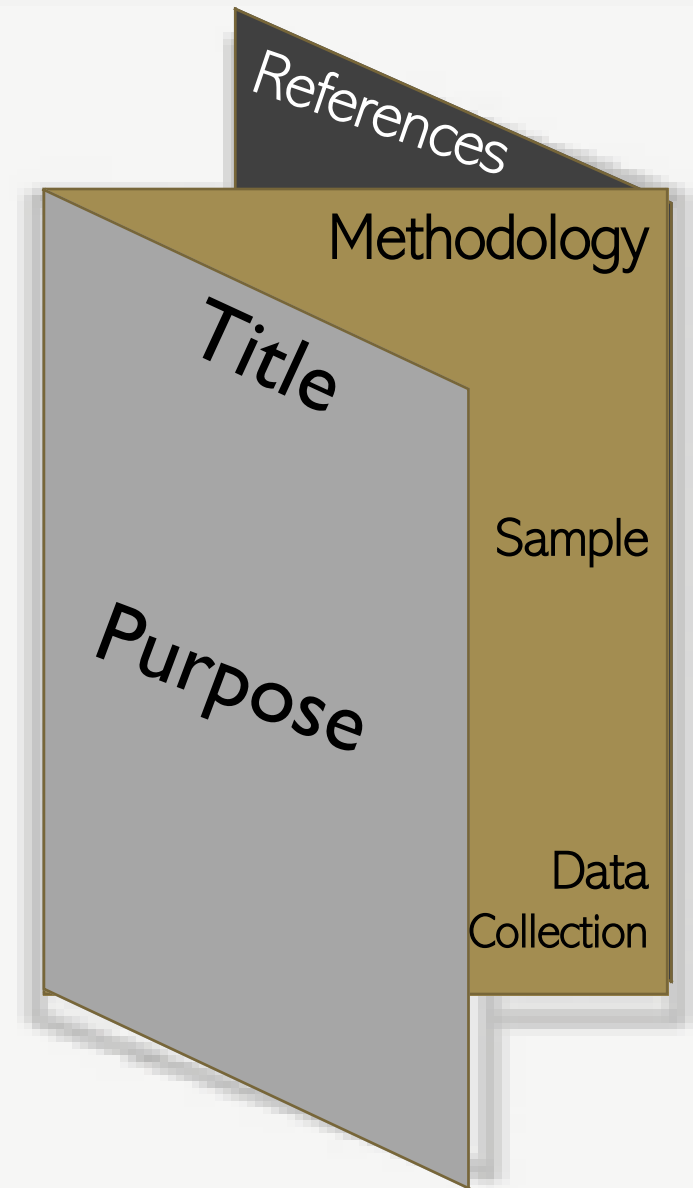 References
Methodology
Title
Sample
Purpose
Data
Collection